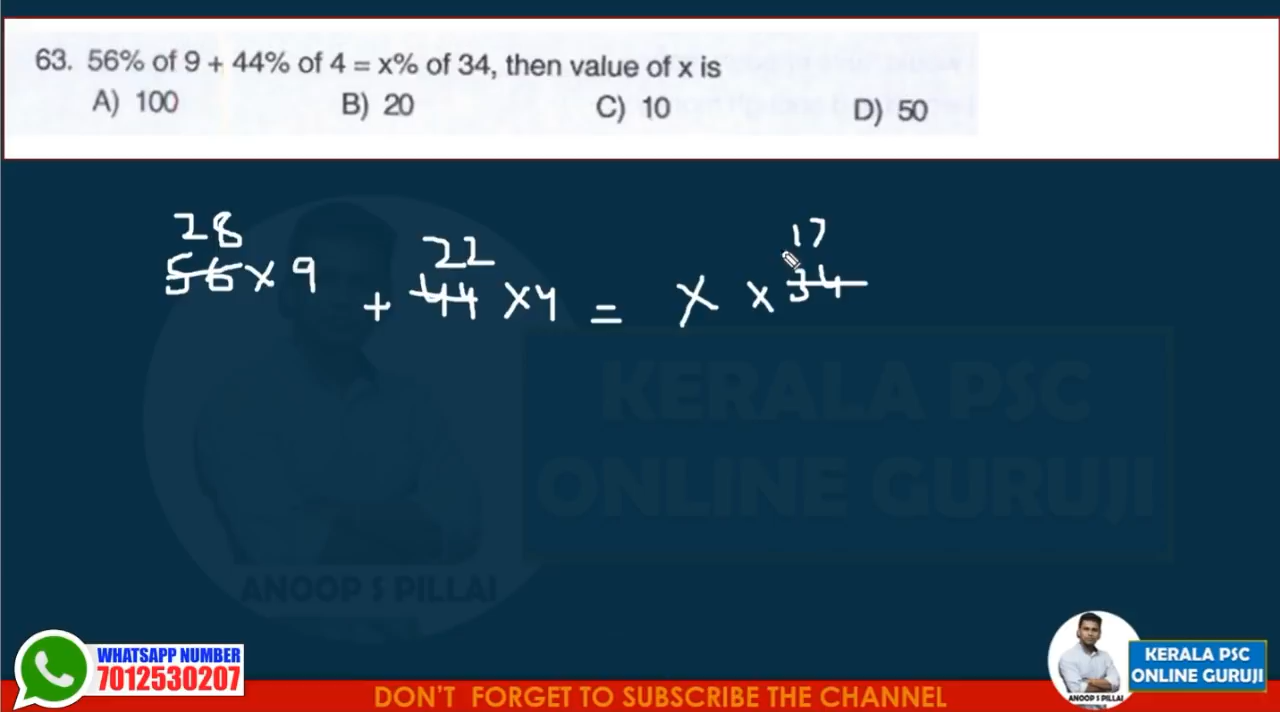 63. 56% of 9 + 44% of 4 = x% of 34, then value of x is
A) 100 B) 20 C) 10 D) 50
28 22 17
56 x 9 + 44 x 4 = x x 34
KERALA PSC
ONLINE GURUJI
ANOOP S PILLAI
WHATSAPP NUMBER
7012530207
ANOOP S PILLAI
KERALA PSC
ONLINE GURUJI
DON'T FORGET TO SUBSCRIBE THE CHANNEL